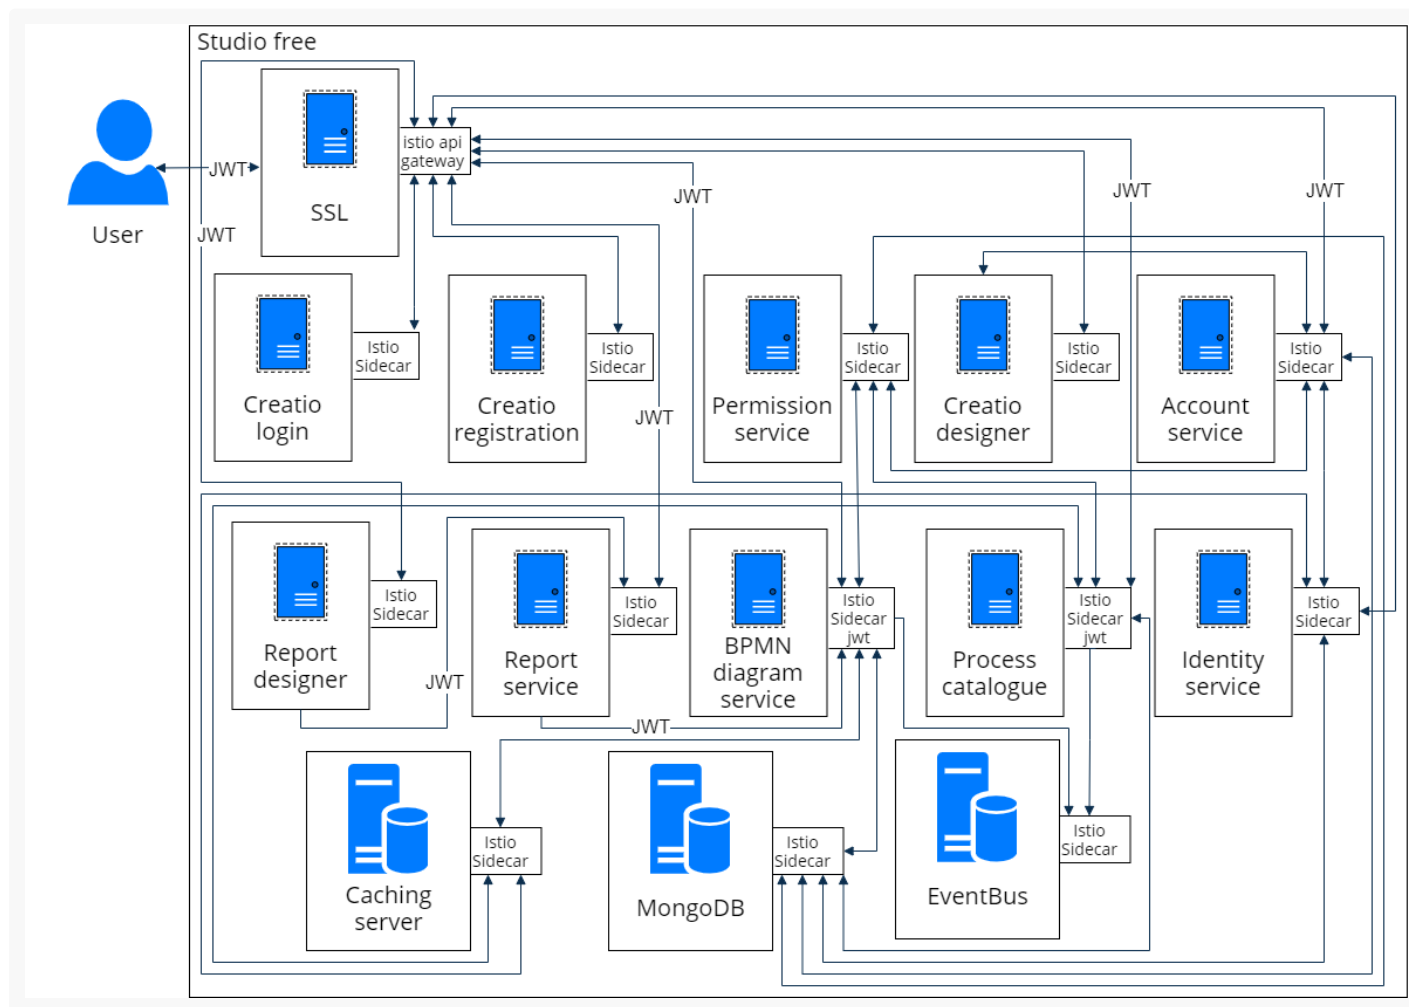 Studio free
istio api
gateway
JWT
SSL
User
JWT
JWT
JWT
JWT
Creatio
login
Istio
Sidecar
Creatio
registration
Istio
Sidecar
Permission
service
Istio
Sidecar
Creatio
designer
Istio
Sidecar
Account
service
Istio
Sidecar
JWT
Report
designer
Istio
Sidecar
Report
service
Istio
Sidecar
BPMN
diagram
service
Istio
Sidecar
jwt
Process
catalogue
Istio
Sidecar
jwt
Identity
service
Istio
Sidecar
JWT
JWT
Caching
server
Istio
Sidecar
MongoDB
Istio
Sidecar
EventBus
Istio
Sidecar